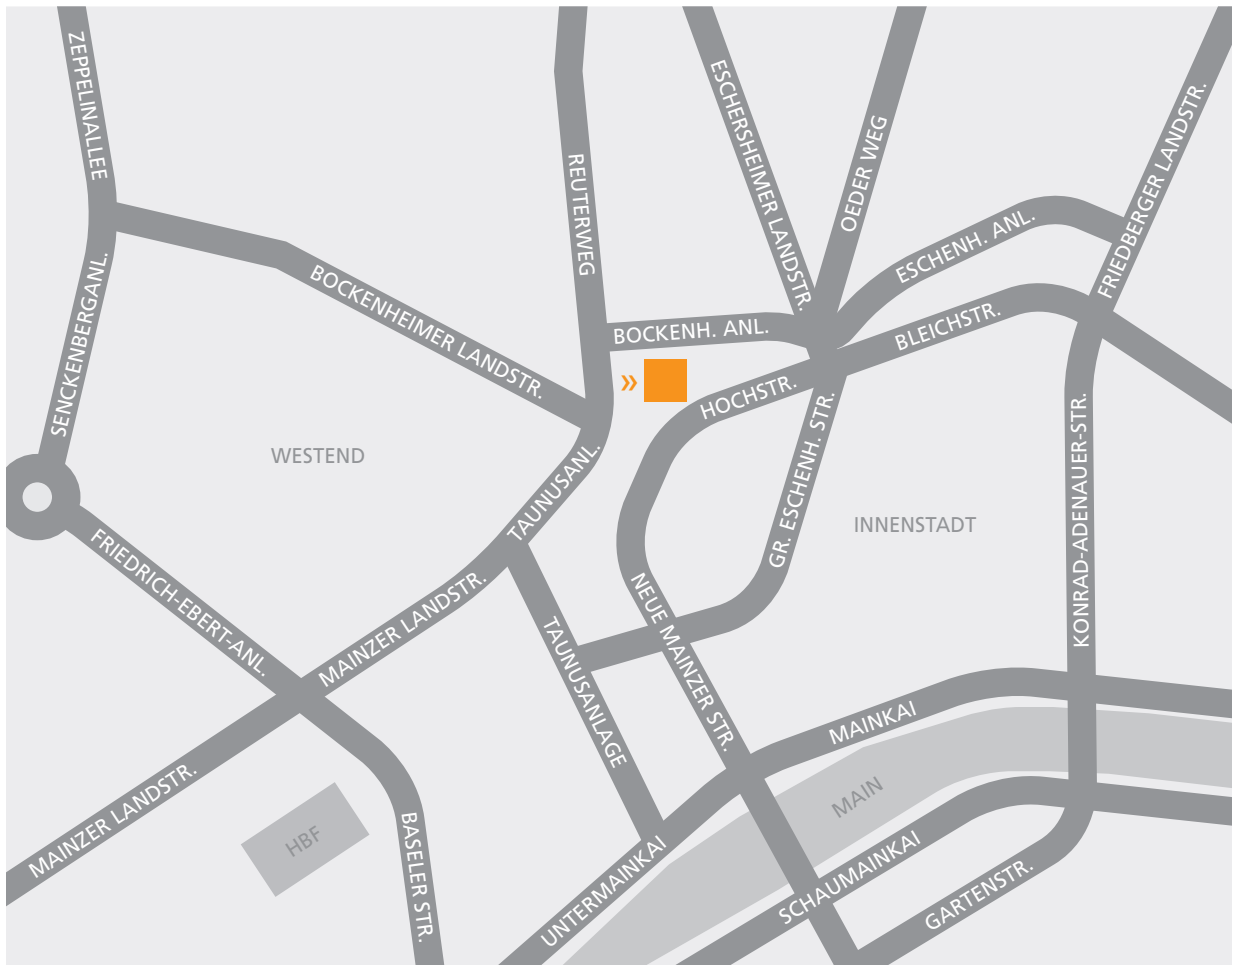 ZEPPELINALLEE
REUTERWEG
ESCHERSHEIMER LANDSTR.
OEDER WEG
FRIEDBERGER LANDSTR.
ESCHENH. ANL.
SENCKENBERGANL.
BOCKENHEIMER LANDSTR.
BOCKENH. ANL.
BLEICHSTR.
»
HOCHSTR.
WESTEND
TAUNUSANL.
GR. ESCHENH. STR.
INNENSTADT
KONRAD-ADENAUER-STR.
FRIEDRICH-EBERT-ANL.
MAINZER LANDSTR.
TAUNUSANLAGE
NEUE MAINZER STR.
MAINKAI
MAINZER LANDSTR.
HBF
BASELER STR.
MAIN
UNTERMAINKAI
SCHAUMAINKAI
GARTENSTR.